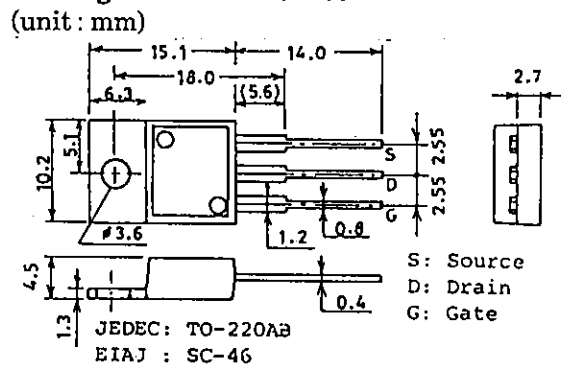 (unit : mm)
15.1
14.0
18.0
2.7
6.3
(5.6)
5.1
10.2
S
2.55
D
2.55
G
ø3.6
1.2
0.8
4.5
S: Source
D: Drain
0.4
G: Gate
1.3
JEDEC: TO-220AB
EIAJ : SC-46